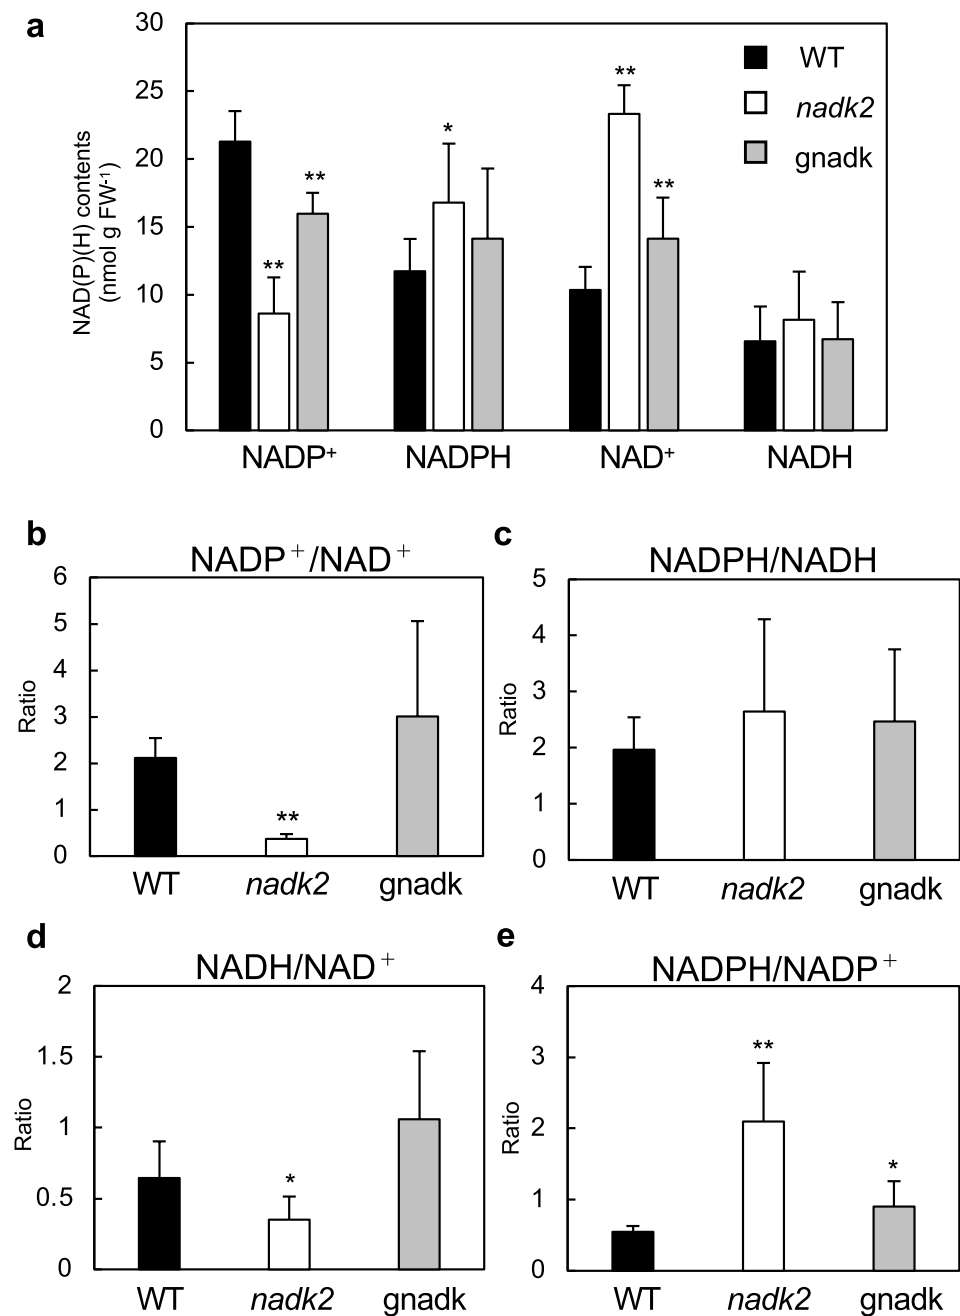 a
30
25
20
15
10
5
0
NAD(P)(H) contents
(nmol g FW⁻¹)
WT
nadk2
gnadk
** ** * ** **
NADP⁺ NADPH NAD⁺ NADH
b
NADP⁺/NAD⁺
6
5
4
3
2
1
0
Ratio
**
WT nadk2 gnadk
c
NADPH/NADH
5
4
3
2
1
0
Ratio
WT nadk2 gnadk
d
NADH/NAD⁺
2
1.5
1
0.5
0
Ratio
*
WT nadk2 gnadk
e
NADPH/NADP⁺
4
3
2
1
0
Ratio
** *
WT nadk2 gnadk